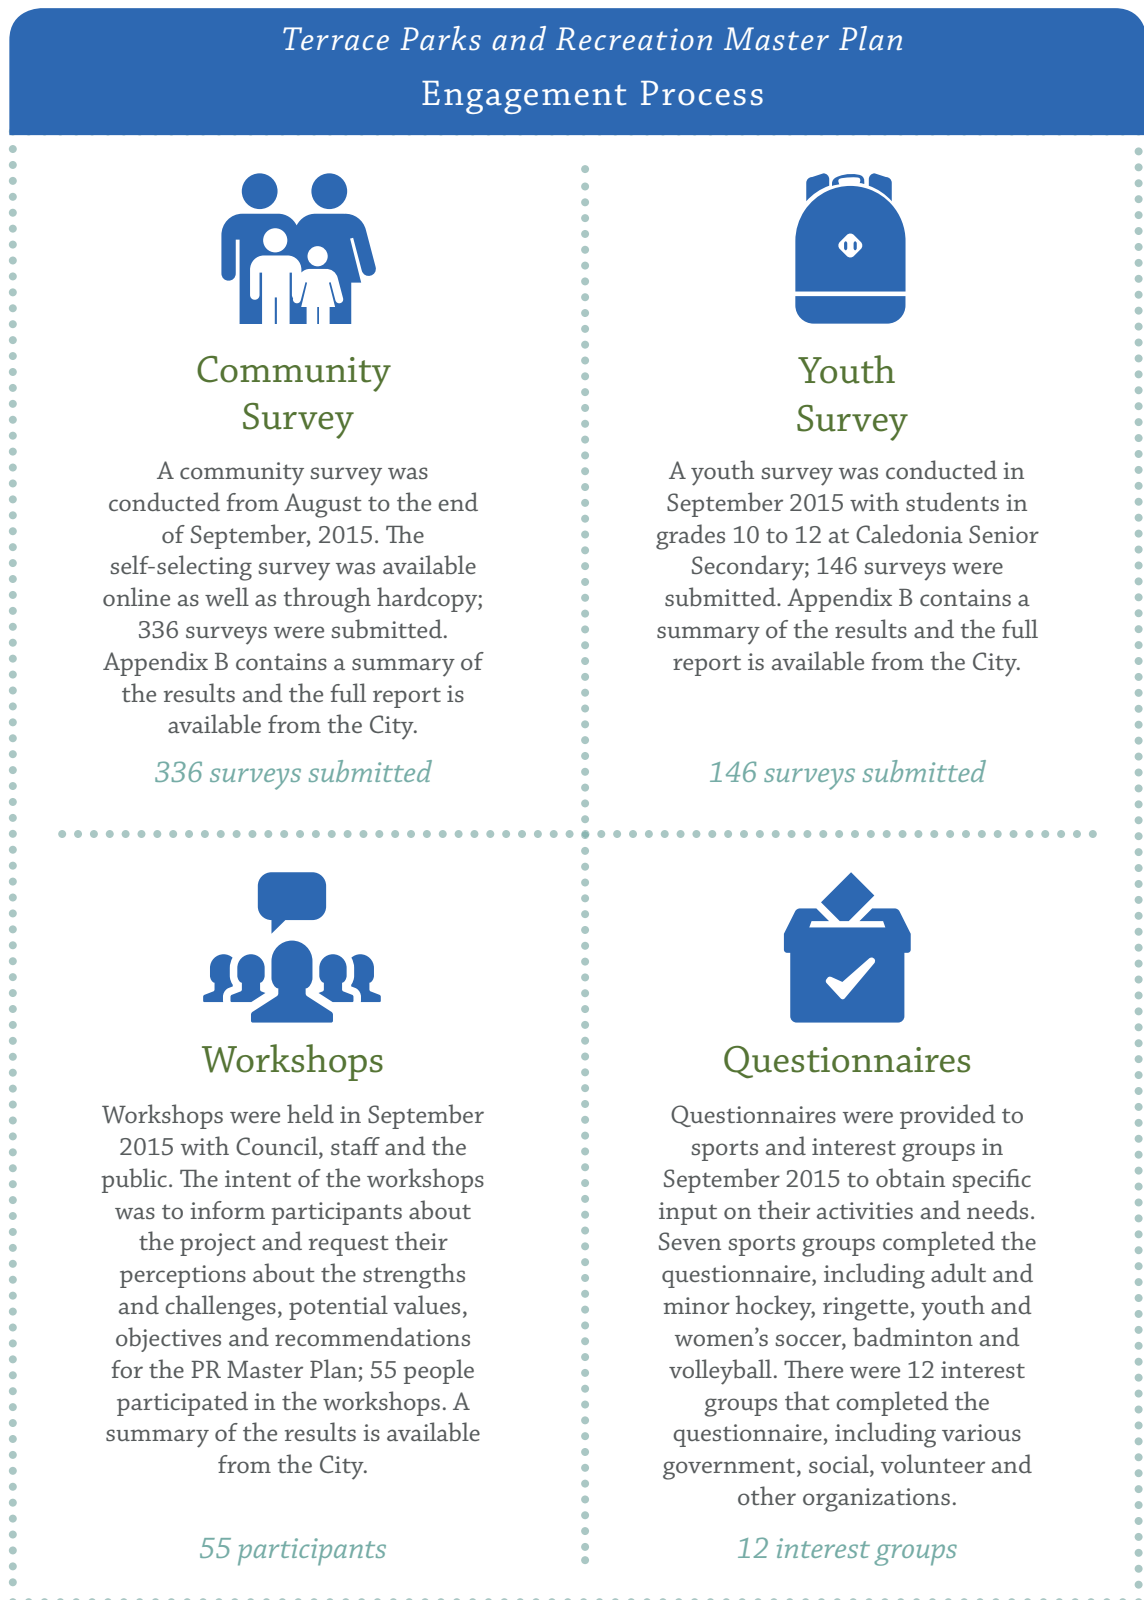 Terrace Parks and Recreation Master Plan
Engagement Process
Community
Survey
A community survey was
conducted from August to the end
of September, 2015. The
self-selecting survey was available
online as well as through hardcopy;
336 surveys were submitted.
Appendix B contains a summary of
the results and the full report is
available from the City.
336 surveys submitted
Youth
Survey
A youth survey was conducted in
September 2015 with students in
grades 10 to 12 at Caledonia Senior
Secondary; 146 surveys were
submitted. Appendix B contains a
summary of the results and the full
report is available from the City.
146 surveys submitted
Workshops
Workshops were held in September
2015 with Council, staff and the
public. The intent of the workshops
was to inform participants about
the project and request their
perceptions about the strengths
and challenges, potential values,
objectives and recommendations
for the PR Master Plan; 55 people
participated in the workshops. A
summary of the results is available
from the City.
55 participants
Questionnaires
Questionnaires were provided to
sports and interest groups in
September 2015 to obtain specific
input on their activities and needs.
Seven sports groups completed the
questionnaire, including adult and
minor hockey, ringette, youth and
women's soccer, badminton and
volleyball. There were 12 interest
groups that completed the
questionnaire, including various
government, social, volunteer and
other organizations.
12 interest groups